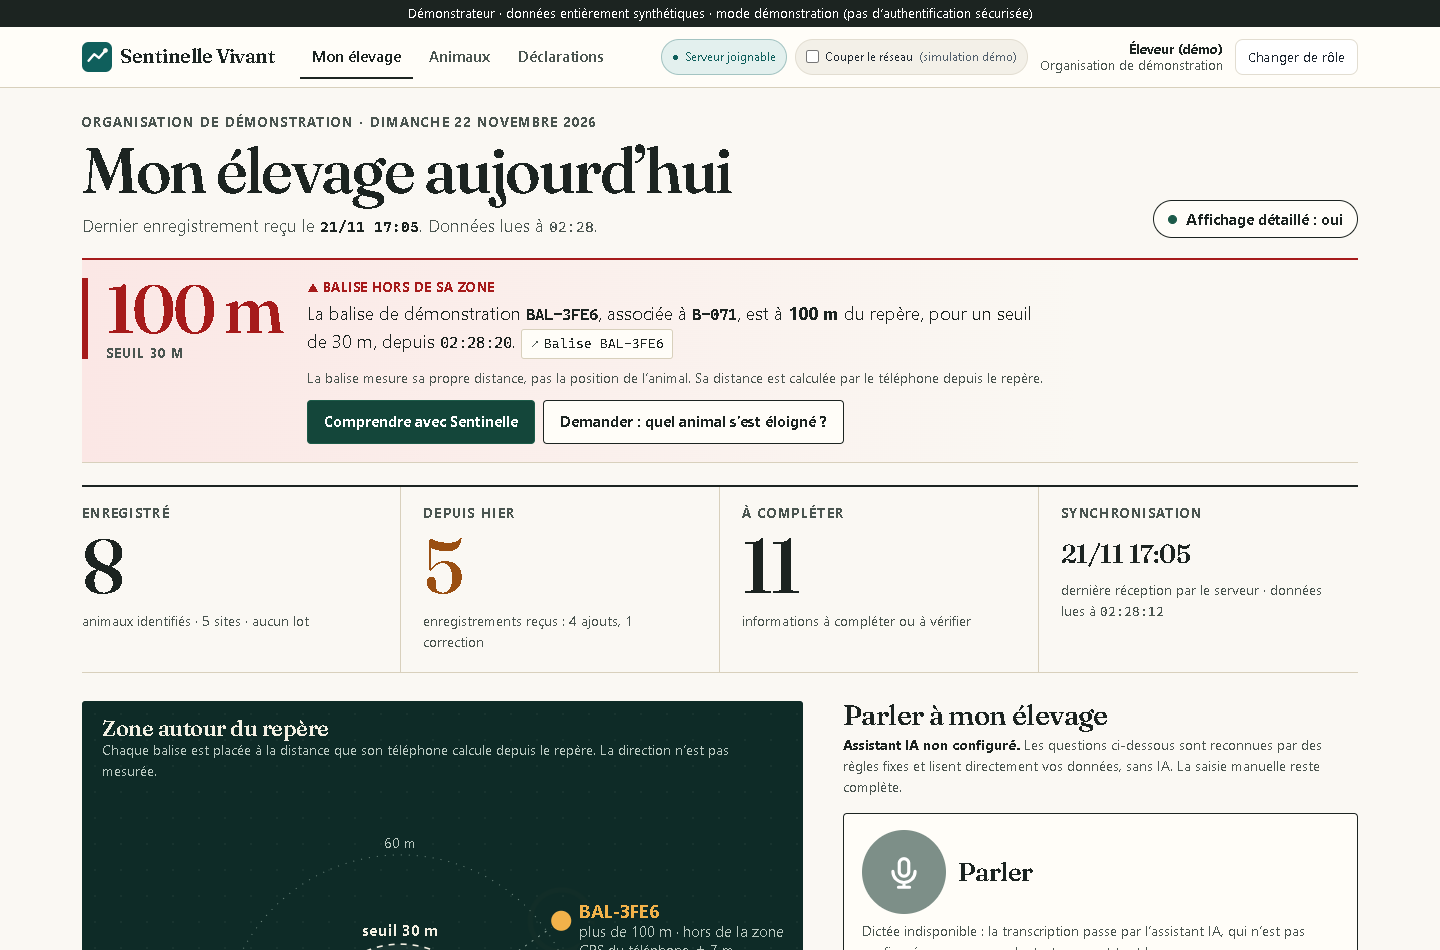 Démonstrateur · données entièrement synthétiques · mode démonstration (pas d’authentification sécurisée)
Sentinelle Vivant
Mon élevage
Animaux
Déclarations
Serveur joignable
Couper le réseau (simulation démo)
Éleveur (démo)
Organisation de démonstration
Changer de rôle
ORGANISATION DE DÉMONSTRATION · DIMANCHE 22 NOVEMBRE 2026
Mon élevage aujourd’hui
Dernier enregistrement reçu le 21/11 17:05. Données lues à 02:28.
Affichage détaillé : oui
100 m
SEUIL 30 M
▲ BALISE HORS DE SA ZONE
La balise de démonstration BAL-3FE6, associée à B-071, est à 100 m du repère, pour un seuil
de 30 m, depuis 02:28:20. ↗ Balise BAL-3FE6
La balise mesure sa propre distance, pas la position de l’animal. Sa distance est calculée par le téléphone depuis le repère.
Comprendre avec Sentinelle
Demander : quel animal s’est éloigné ?
ENREGISTRÉ
8
animaux identifiés · 5 sites · aucun lot
DEPUIS HIER
5
enregistrements reçus : 4 ajouts, 1
correction
À COMPLÉTER
11
informations à compléter ou à vérifier
SYNCHRONISATION
21/11 17:05
dernière réception par le serveur · données
lues à 02:28:12
Zone autour du repère
Chaque balise est placée à la distance que son téléphone calcule depuis le repère. La direction n’est pas
mesurée.
60 m
seuil 30 m
BAL-3FE6
plus de 100 m · hors de la zone
Parler à mon élevage
Assistant IA non configuré. Les questions ci-dessous sont reconnues par des
règles fixes et lisent directement vos données, sans IA. La saisie manuelle reste
complète.
Parler
Dictée indisponible : la transcription passe par l’assistant IA, qui n’est pas